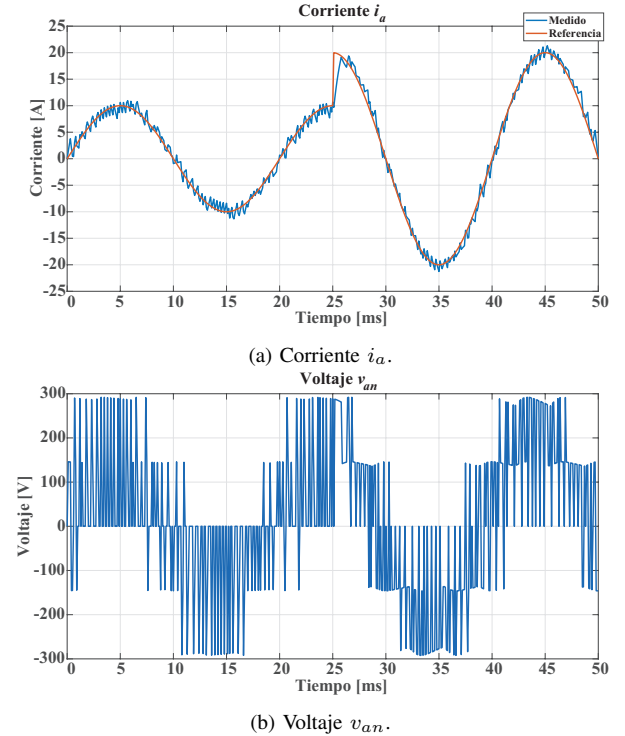 Corriente i_a
Medido
Referencia
25
20
15
10
5
0
-5
-10
-15
-20
25
Corriente [A]
0 5 10 15 20 25 30 35 40 45 50
Tiempo [ms]
(a) Corriente i_a.
Voltaje v_an
300
200
100
0
-100
-200
-300
Voltaje [V]
0 5 10 15 20 25 30 35 40 45 50
Tiempo [ms]
(b) Voltaje v_an.